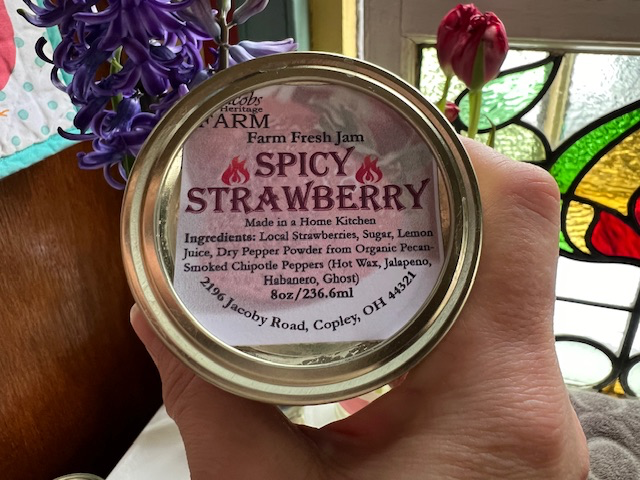 Jacobs
Heritage
FARM
Farm Fresh Jam
SPICY
STRAWBERRY
Made in a Home Kitchen
Ingredients: Local Strawberries, Sugar, Lemon
Juice, Dry Pepper Powder from Organic Pecan-
Smoked Chipotle Peppers (Hot Wax, Jalapeno,
Habanero, Ghost)
8oz/236.6ml
2196 Jacoby Road, Copley, OH 44321